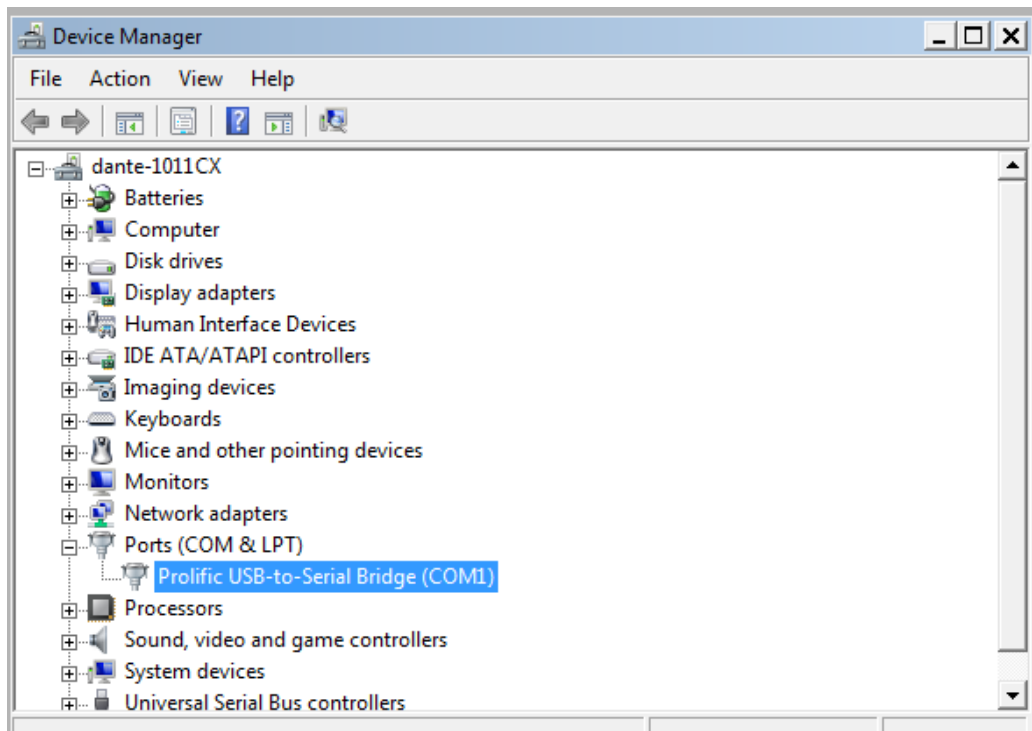 Device Manager
File Action View Help
dante-1011CX
Batteries
Computer
Disk drives
Display adapters
Human Interface Devices
IDE ATA/ATAPI controllers
Imaging devices
Keyboards
Mice and other pointing devices
Monitors
Network adapters
Ports (COM & LPT)
Prolific USB-to-Serial Bridge (COM1)
Processors
Sound, video and game controllers
System devices
Universal Serial Bus controllers